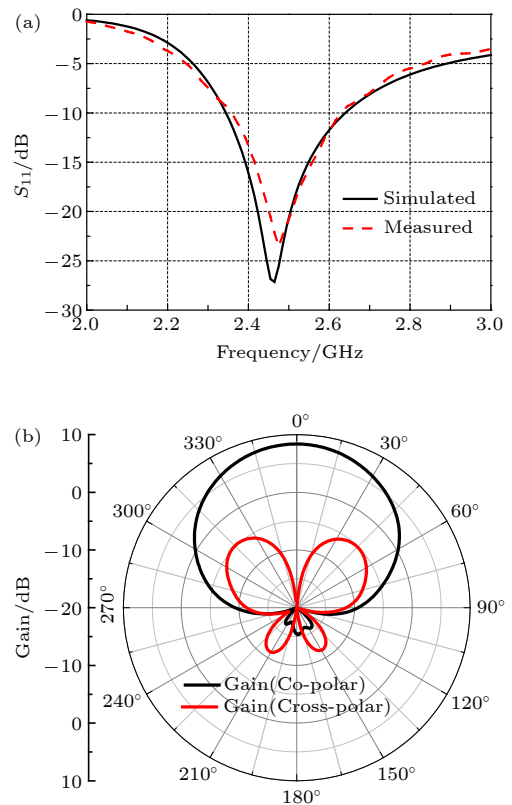 (a)
0
−5
−10
−15
−20
−25
−30
S11/dB
Simulated
Measured
2.0 2.2 2.4 2.6 2.8 3.0
Frequency/GHz
(b)
10
0
−10
−20
−10
0
10
Gain/dB
0°
30°
60°
90°
120°
150°
180°
210°
240°
270°
300°
330°
Gain(Co-polar)
Gain(Cross-polar)